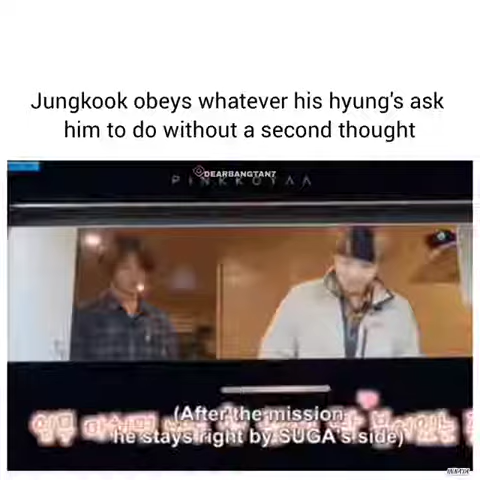 Jungkook obeys whatever his hyung's ask
him to do without a second thought
DEARBANGTAN7
PINKKOYAA
(After the mission,
he stays right by SUGA's side)